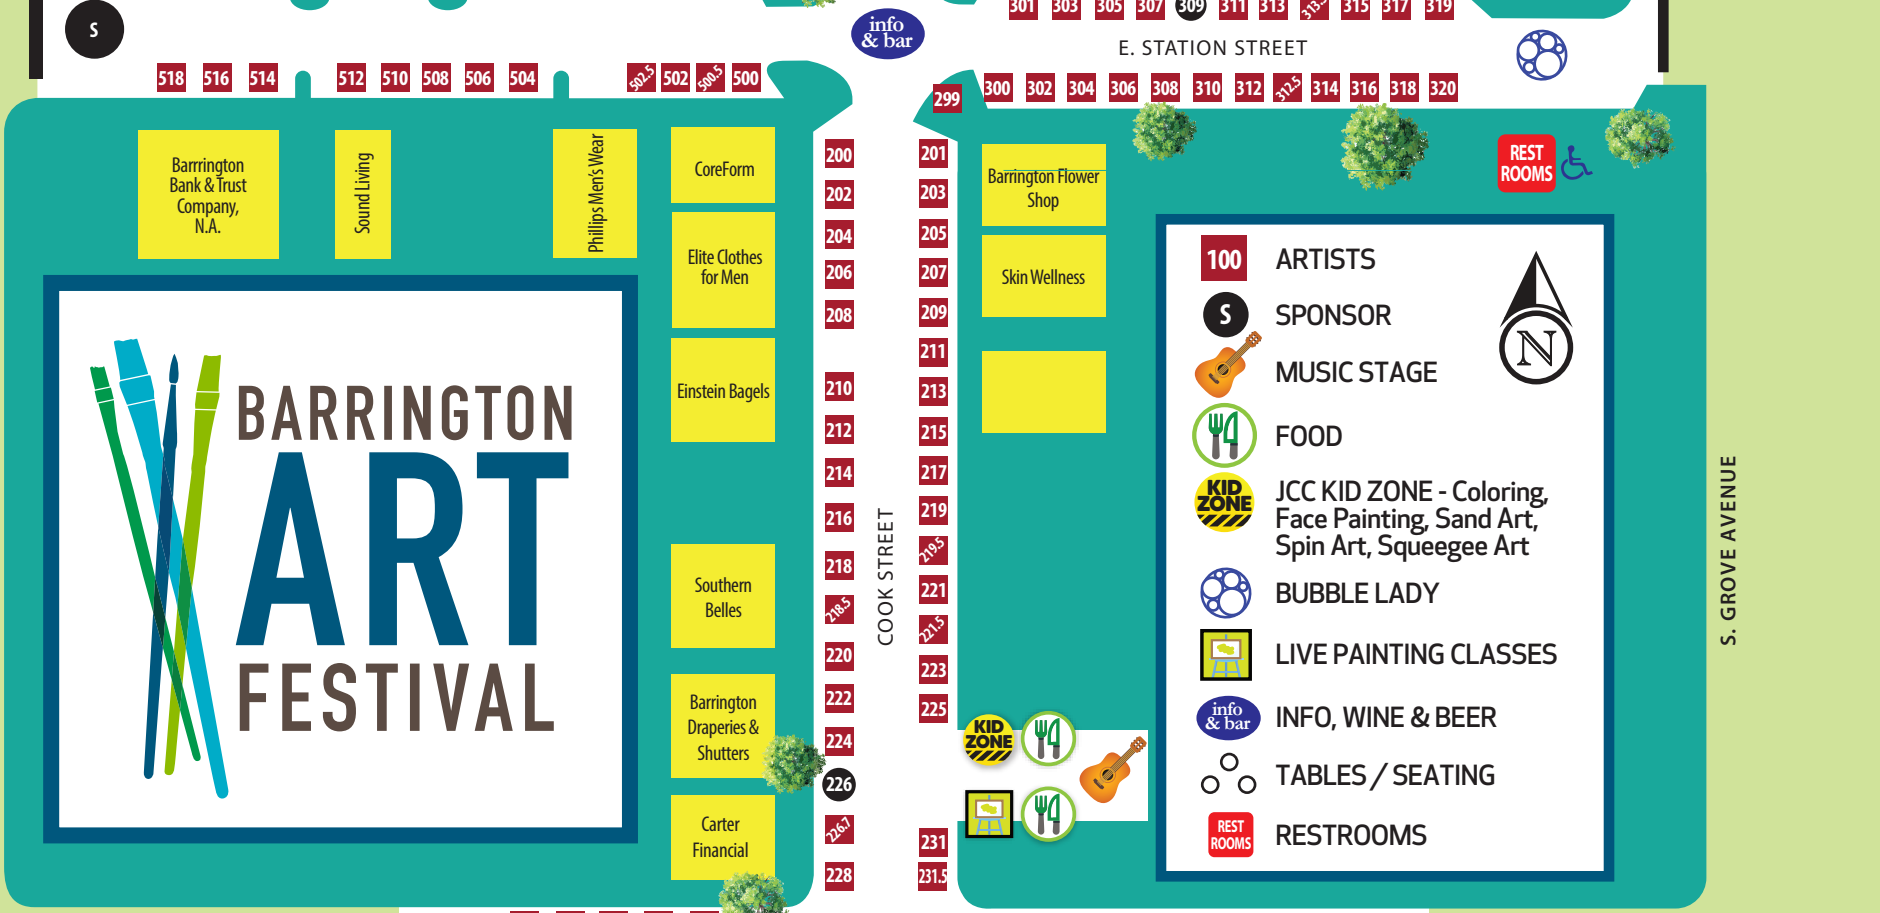 301 303 305 307 309 311 313 313.5 315 317 319
S
info
& bar
E. STATION STREET
518 516 514 512 510 508 506 504 502.5 502 500.5 500
299 300 302 304 306 308 310 312 312.5 314 316 318 320
Barrrington
Bank & Trust
Company,
N.A.
Sound Living
Phillips Men's Wear
CoreForm
Elite Clothes
for Men
Einstein Bagels
Southern
Belles
Barrington
Draperies &
Shutters
Carter
Financial
BARRINGTON
ART
FESTIVAL
200
202
204
206
208
210
212
214
216
218
218.5
220
222
224
226
226.7
228
COOK STREET
201
203
205
207
209
211
213
215
217
219
219.5
221
221.5
223
225
231
231.5
Barrington Flower
Shop
Skin Wellness
KID
ZONE
REST
ROOMS
100 ARTISTS
S SPONSOR
MUSIC STAGE
FOOD
KID
ZONE
JCC KID ZONE - Coloring,
Face Painting, Sand Art,
Spin Art, Squeegee Art
BUBBLE LADY
LIVE PAINTING CLASSES
info
& bar
INFO, WINE & BEER
TABLES / SEATING
REST
ROOMS
RESTROOMS
N
S. GROVE AVENUE